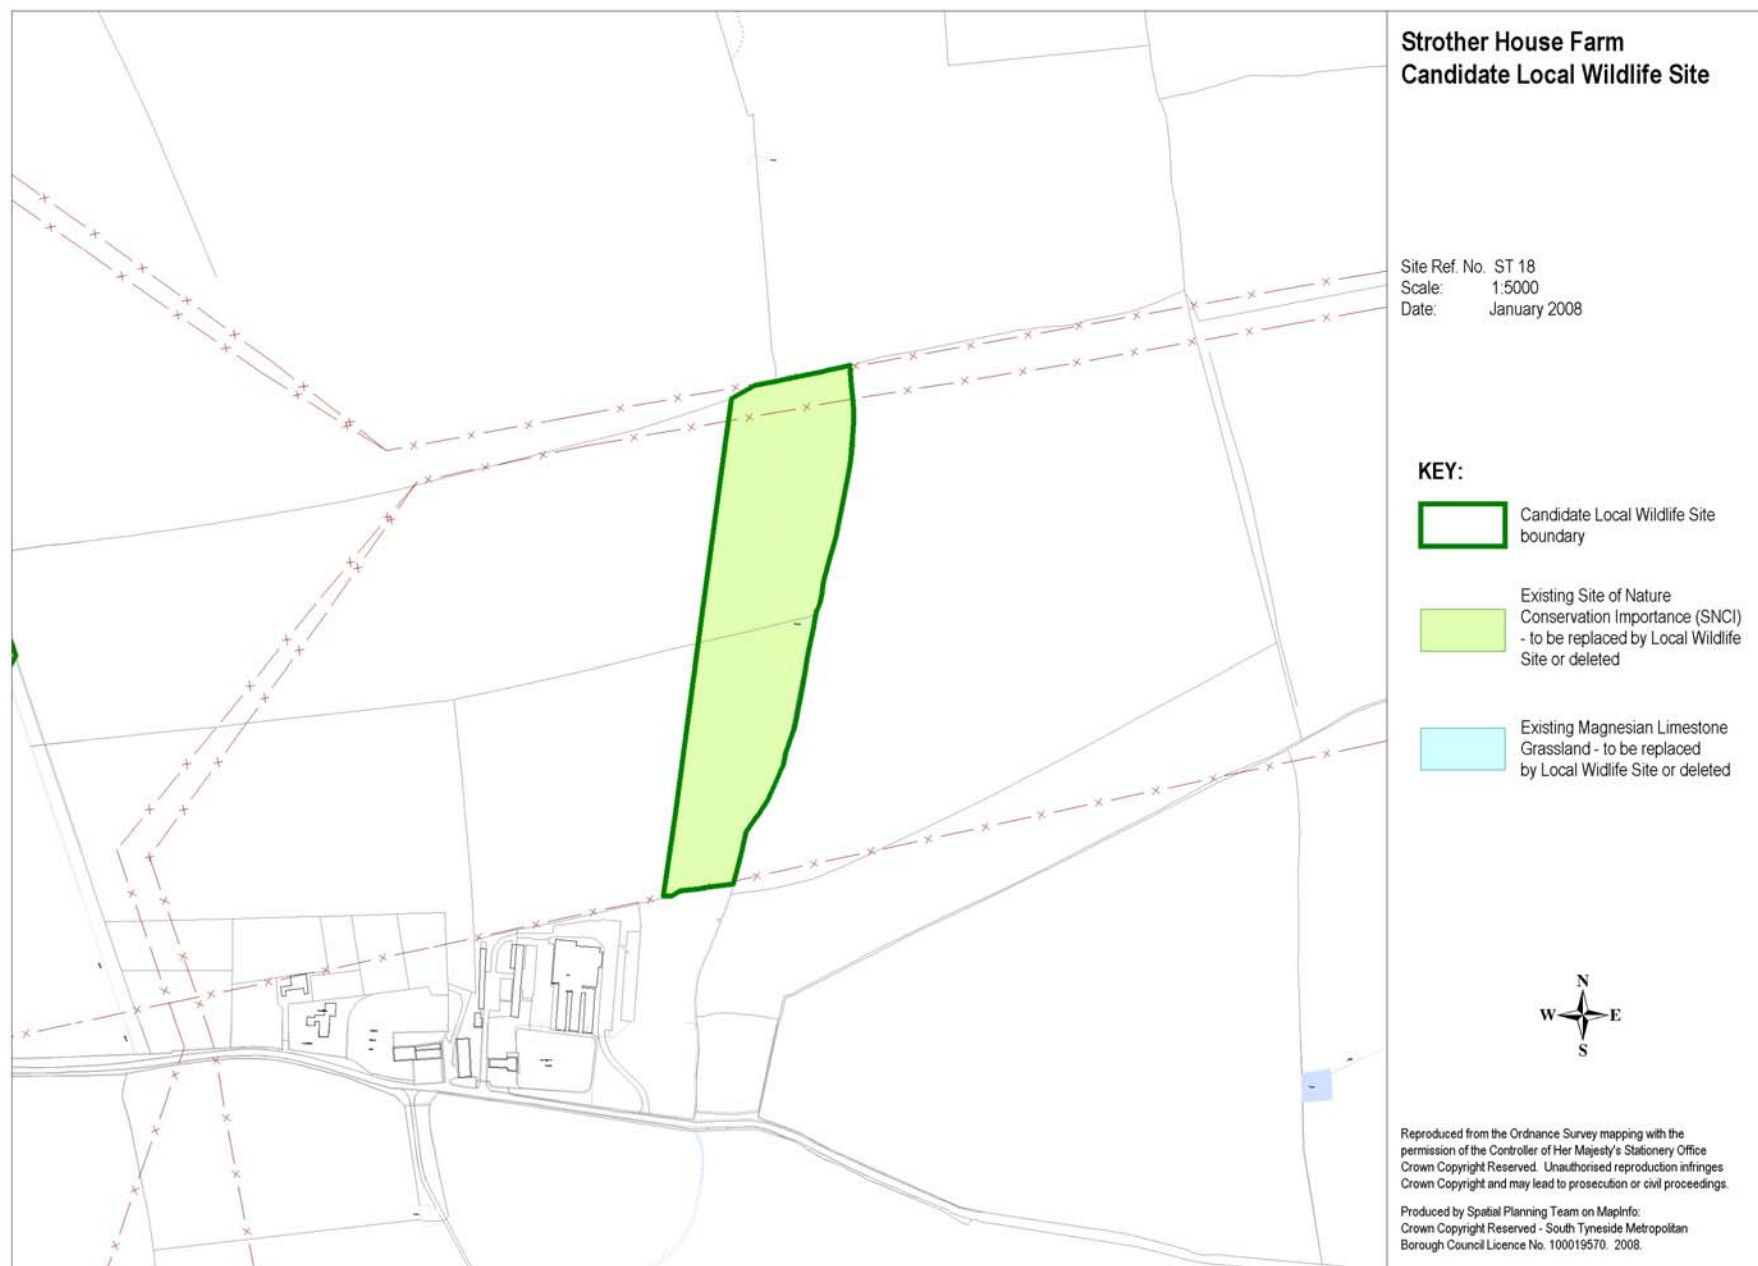 Strother House Farm
Candidate Local Wildlife Site
Site Ref. No. ST 18
Scale: 1:5000
Date: January 2008
KEY:
Candidate Local Wildlife Site
boundary
Existing Site of Nature
Conservation Importance (SNCI)
- to be replaced by Local Wildlife
Site or deleted
Existing Magnesian Limestone
Grassland - to be replaced
by Local Widlife Site or deleted
N
W E
S
Reproduced from the Ordnance Survey mapping with the
permission of the Controller of Her Majesty's Stationery Office
Crown Copyright Reserved. Unauthorised reproduction infringes
Crown Copyright and may lead to prosecution or civil proceedings.
Produced by Spatial Planning Team on MapInfo:
Crown Copyright Reserved - South Tyneside Metropolitan
Borough Council Licence No. 100019570. 2008.